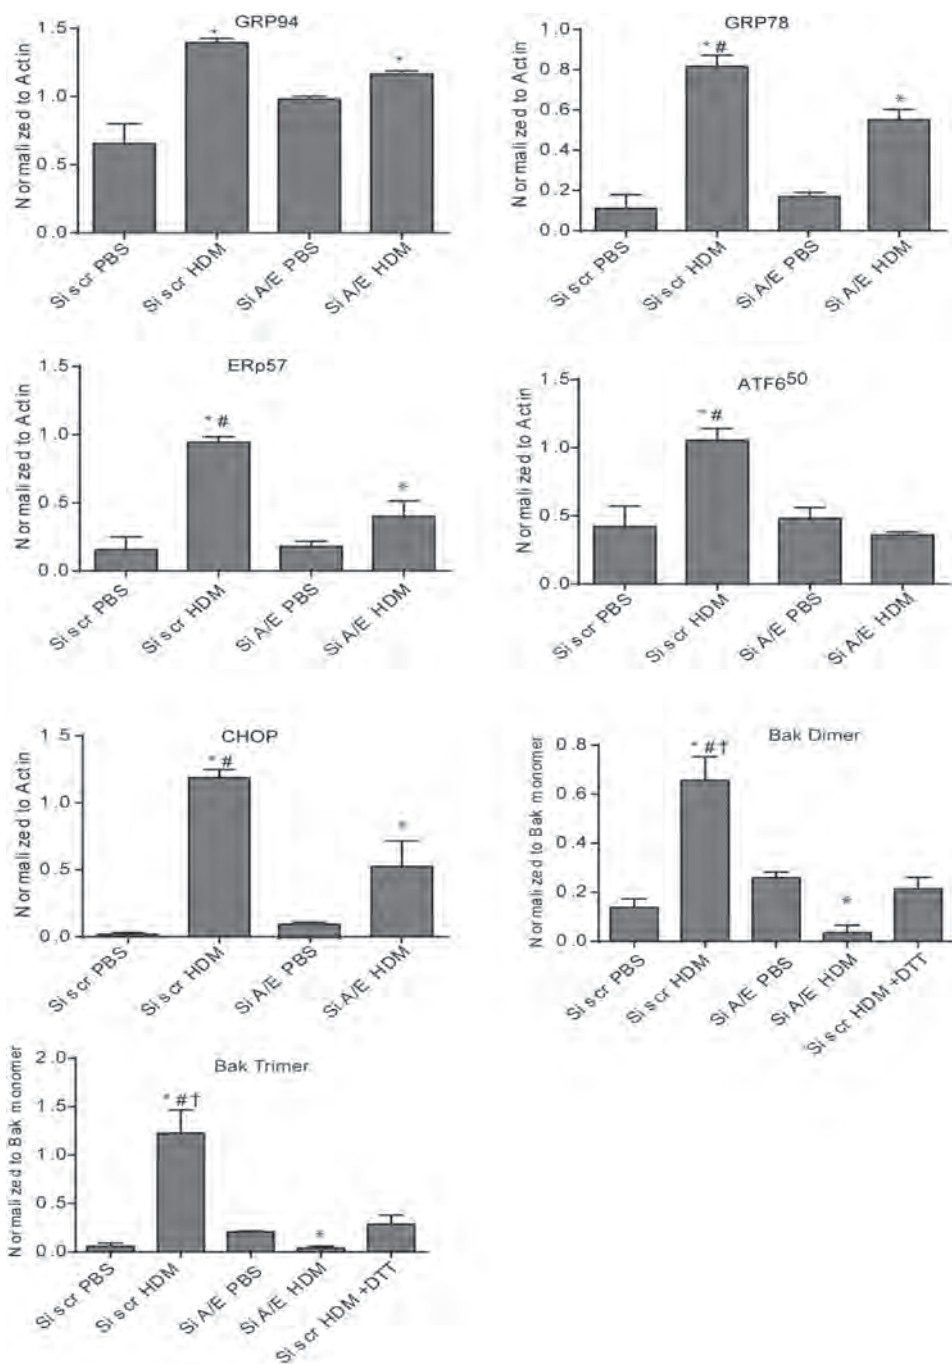 GRP94
Normalized to Actin
1.5
1.0
0.5
0.0
*
*
Si scr PBS
Si scr HDM
Si A/E PBS
Si A/E HDM
GRP78
Normalized to Actin
1.0
0.8
0.6
0.4
0.2
0.0
* #
*
Si scr PBS
Si scr HDM
Si A/E PBS
Si A/E HDM
ERp57
Normalized to Actin
1.5
1.0
0.5
0.0
* #
*
Si scr PBS
Si scr HDM
Si A/E PBS
Si A/E HDM
ATF6⁵⁰
Normalized to Actin
1.5
1.0
0.5
0.0
* #
Si scr PBS
Si scr HDM
Si A/E PBS
Si A/E HDM
CHOP
Normalized to Actin
1.5
1.0
0.5
0.0
* #
*
Si scr PBS
Si scr HDM
Si A/E PBS
Si A/E HDM
Bak Dimer
Normalized to Bak monomer
0.8
0.6
0.4
0.2
0.0
* #†
*
Si scr PBS
Si scr HDM
Si A/E PBS
Si A/E HDM
Si scr HDM +DTT
Bak Trimer
Normalized to Bak monomer
2.0
1.5
1.0
0.5
0.0
* #†
*
Si scr PBS
Si scr HDM
Si A/E PBS
Si A/E HDM
Si scr HDM +DTT